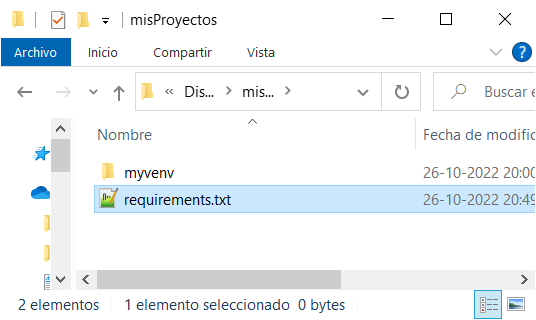 misProyectos
Archivo Inicio Compartir Vista
« Dis... mis... Buscar e
Nombre Fecha de modific
myvenv 26-10-2022 20:00
requirements.txt 26-10-2022 20:49
2 elementos 1 elemento seleccionado 0 bytes